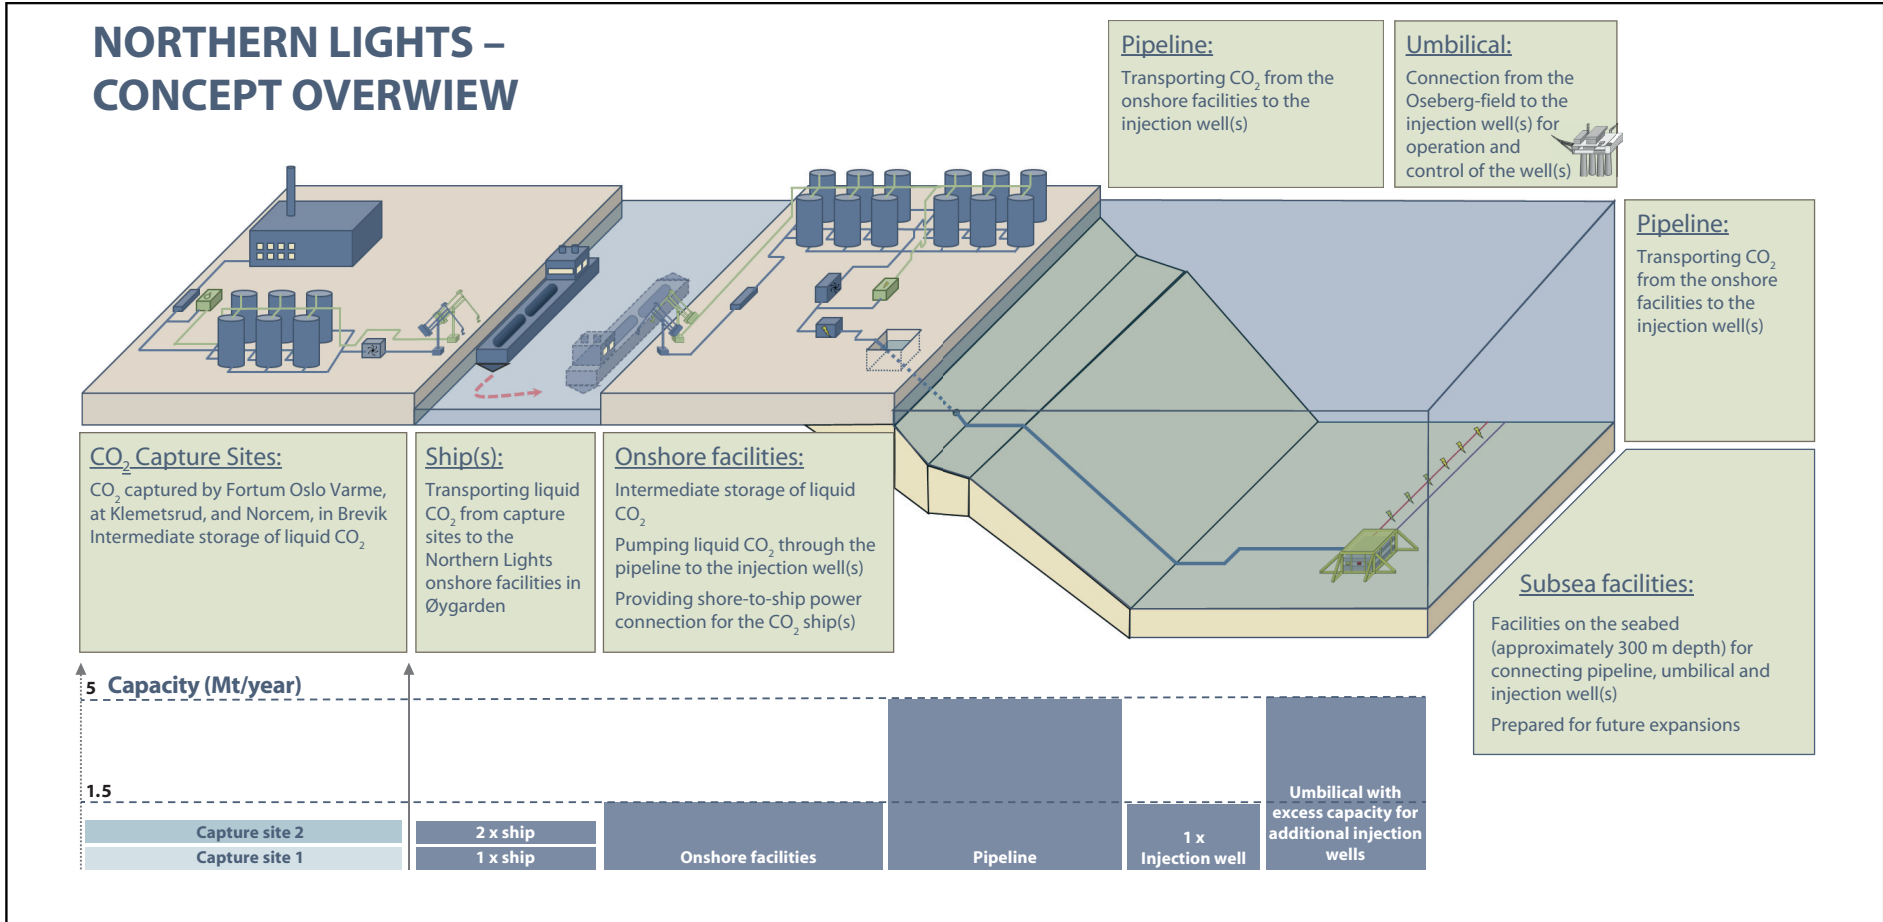 NORTHERN LIGHTS –
CONCEPT OVERWIEW
Pipeline:
Transporting CO₂ from the
onshore facilities to the
injection well(s)
Umbilical:
Connection from the
Oseberg-field to the
injection well(s) for
operation and
control of the well(s)
Pipeline:
Transporting CO₂
from the onshore
facilities to the
injection well(s)
CO₂ Capture Sites:
CO₂ captured by Fortum Oslo Varme,
at Klemetsrud, and Norcem, in Brevik
Intermediate storage of liquid CO₂
Ship(s):
Transporting liquid
CO₂ from capture
sites to the
Northern Lights
onshore facilities in
Øygarden
Onshore facilities:
Intermediate storage of liquid
CO₂
Pumping liquid CO₂ through the
pipeline to the injection well(s)
Providing shore-to-ship power
connection for the CO₂ ship(s)
Subsea facilities:
Facilities on the seabed
(approximately 300 m depth) for
connecting pipeline, umbilical and
injection well(s)
Prepared for future expansions
5 Capacity (Mt/year)
1.5
Capture site 2
Capture site 1
2 x ship
1 x ship
Onshore facilities
Pipeline
1 x
Injection well
Umbilical with
excess capacity for
additional injection
wells